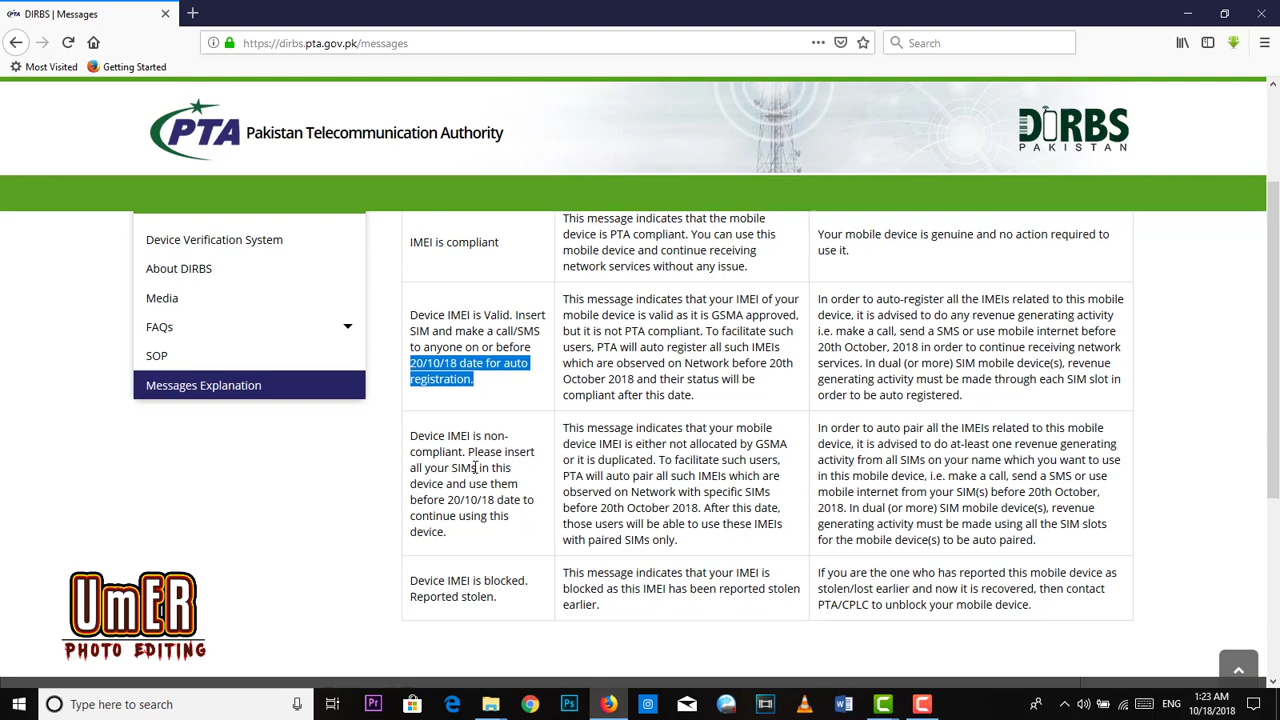 DIRBS | Messages
https://dirbs.pta.gov.pk/messages
Search
Most Visited
Getting Started
PTA
Pakistan Telecommunication Authority
DiRBS
PAKISTAN
Device Verification System
About DIRBS
Media
FAQs
SOP
Messages Explanation
IMEI is compliant
This message indicates that the mobile
device is PTA compliant. You can use this
mobile device and continue receiving
network services without any issue.
Your mobile device is genuine and no action required to
use it.
Device IMEI is Valid. Insert
SIM and make a call/SMS
to anyone on or before
20/10/18 date for auto
registration.
This message indicates that your IMEI of your
mobile device is valid as it is GSMA approved,
but it is not PTA compliant. To facilitate such
users, PTA will auto register all such IMEIs
which are observed on Network before 20th
October 2018 and their status will be
compliant after this date.
In order to auto-register all the IMEIs related to this mobile
device, it is advised to do any revenue generating activity
i.e. make a call, send a SMS or use mobile internet before
20th October, 2018 in order to continue receiving network
services. In dual (or more) SIM mobile device(s), revenue
generating activity must be made through each SIM slot in
order to be auto registered.
Device IMEI is non-
compliant. Please insert
all your SIMs in this
device and use them
before 20/10/18 date to
continue using this
device.
This message indicates that your mobile
device IMEI is either not allocated by GSMA
or it is duplicated. To facilitate such users,
PTA will auto pair all such IMEIs which are
observed on Network with specific SIMs
before 20th October 2018. After this date,
those users will be able to use these IMEIs
with paired SIMs only.
In order to auto pair all the IMEIs related to this mobile
device, it is advised to do at-least one revenue generating
activity from all SIMs on your name which you want to use
in this mobile device, i.e. make a call, send a SMS or use
mobile internet from your SIM(s) before 20th October,
2018. In dual (or more) SIM mobile device(s), revenue
generating activity must be made using all the SIM slots
for the mobile device(s) to be auto paired.
Device IMEI is blocked.
Reported stolen.
This message indicates that your IMEI is
blocked as this IMEI has been reported stolen
earlier.
If you are the one who has reported this mobile device as
stolen/lost earlier and now it is recovered, then contact
PTA/CPLC to unblock your mobile device.
UmER
PHOTO EDITING
Type here to search
Pr
Ps
ENG
1:23 AM
10/18/2018